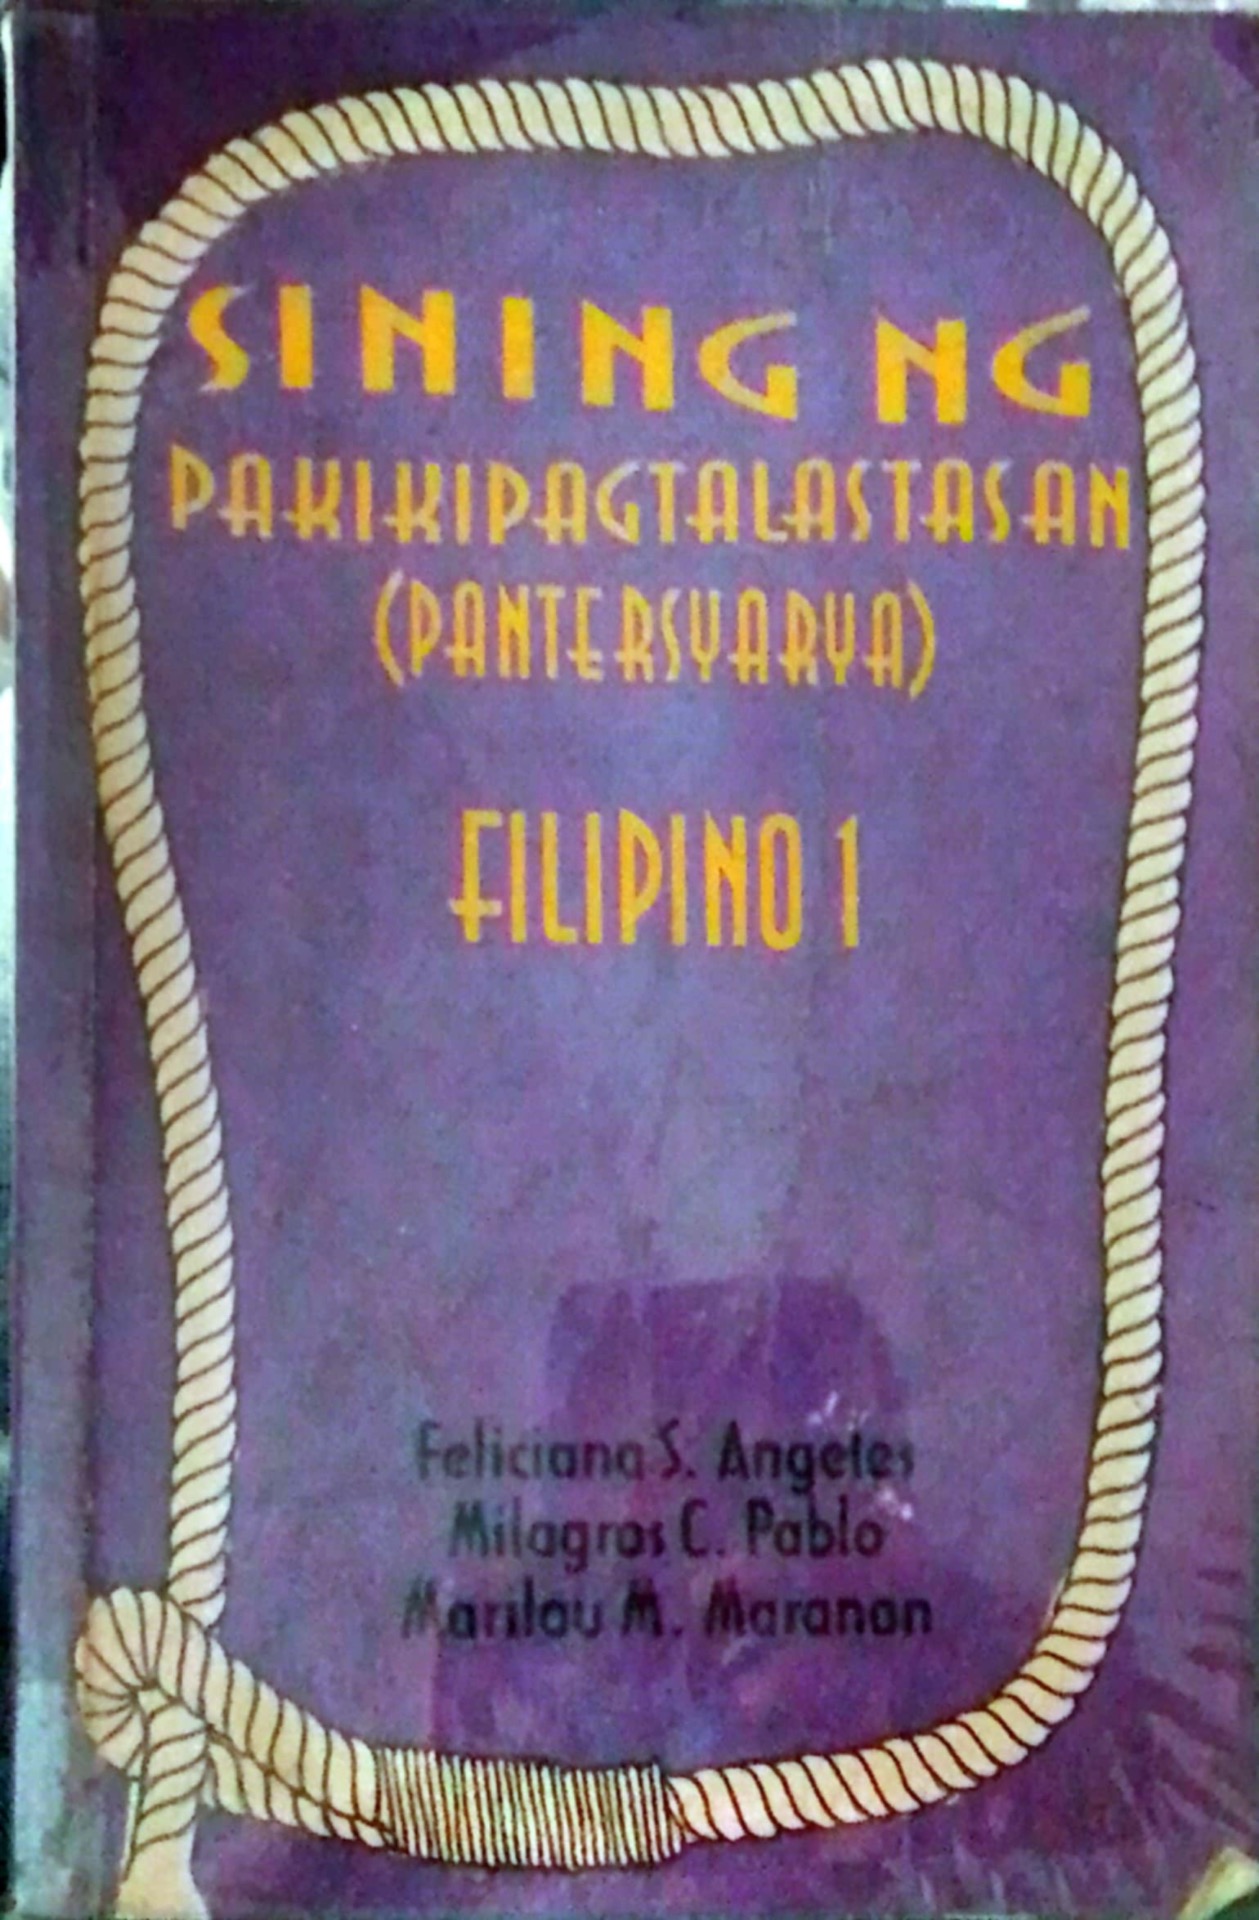 SINING NG
PAKIKIPAGTALASTASAN
(PANTERSYARYA)
FILIPINO 1
Feliciana S. Angeles
Milagros C. Pablo
Marilou M. Maranan